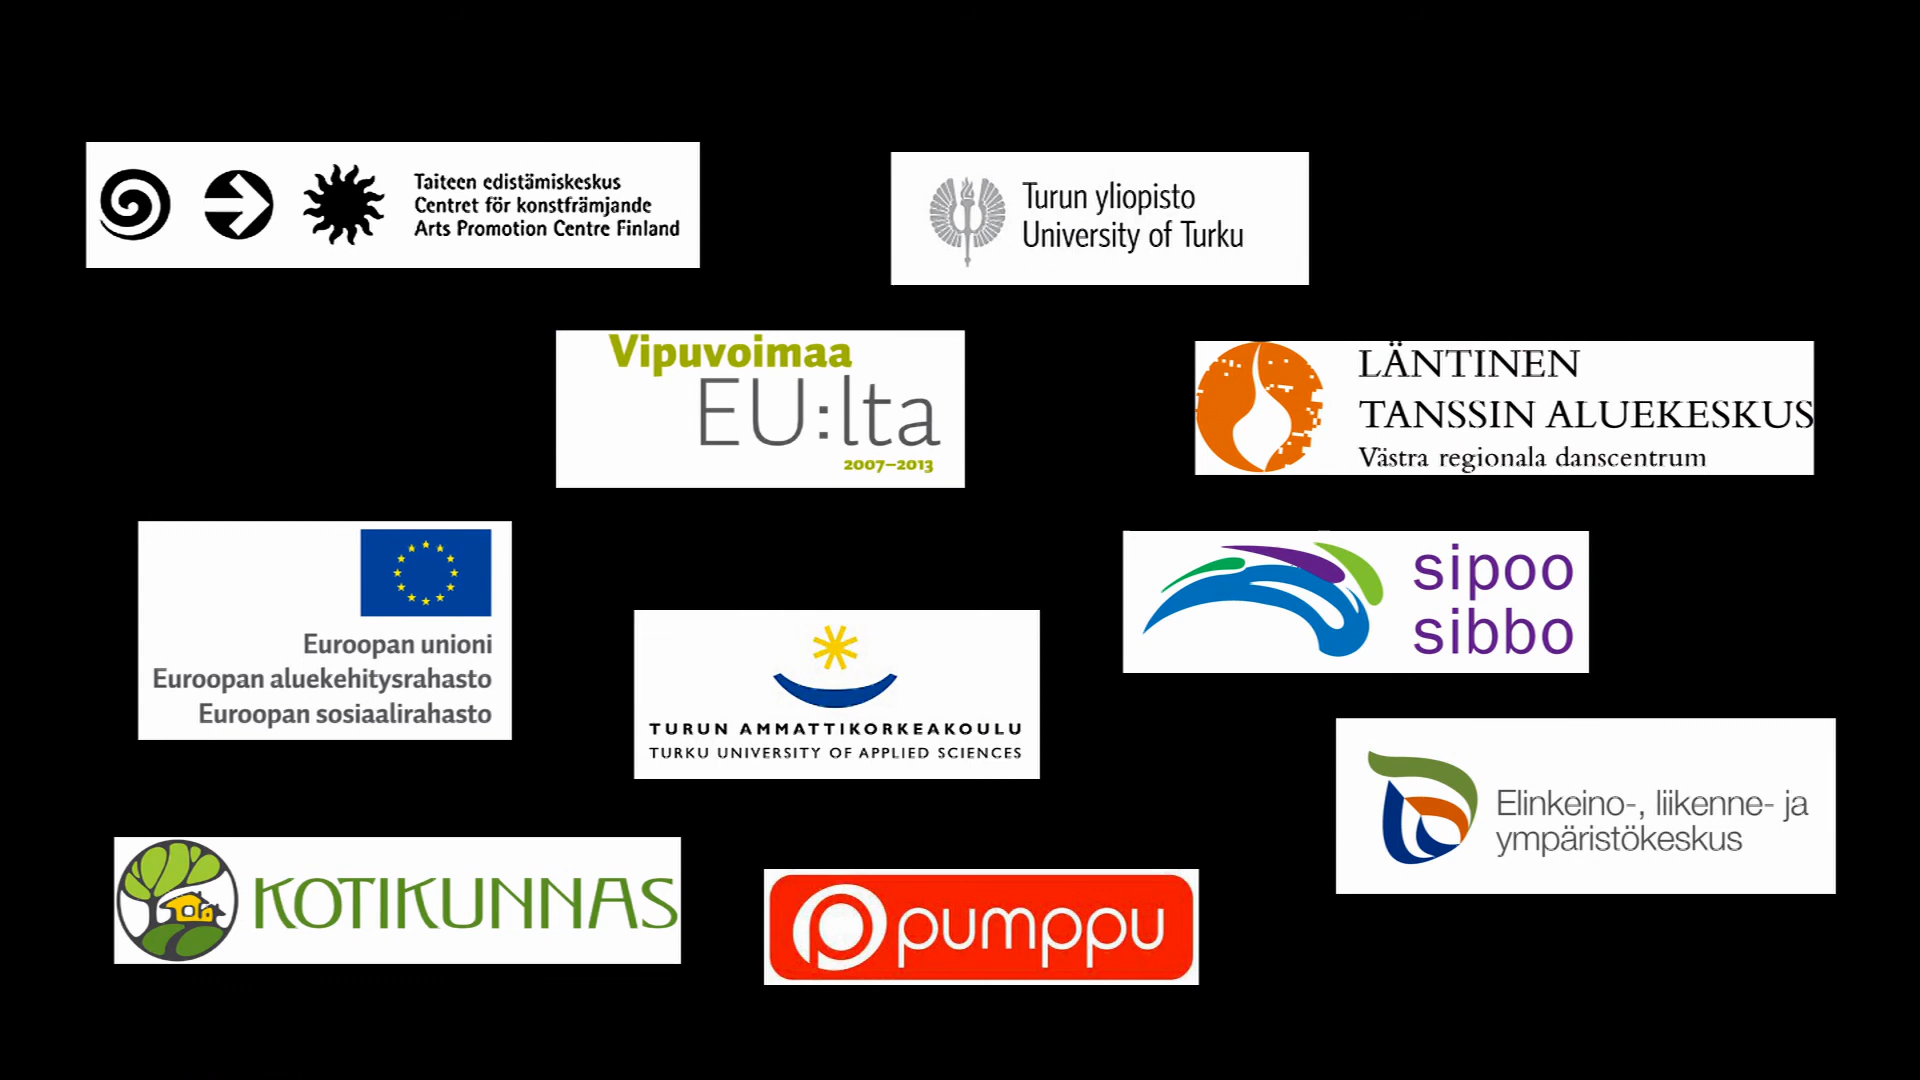 Taiteen edistämiskeskus
Centret för konstfrämjande
Arts Promotion Centre Finland
Turun yliopisto
University of Turku
Vipuvoimaa
EU:lta
2007–2013
LÄNTINEN
TANSSIN ALUEKESKUS
Västra regionala danscentrum
Euroopan unioni
Euroopan aluekehitysrahasto
Euroopan sosiaalirahasto
sipoo
sibbo
TURUN AMMATTIKORKEAKOULU
TURKU UNIVERSITY OF APPLIED SCIENCES
Elinkeino-, liikenne- ja
ympäristökeskus
KOTIKUNNAS
pumppu